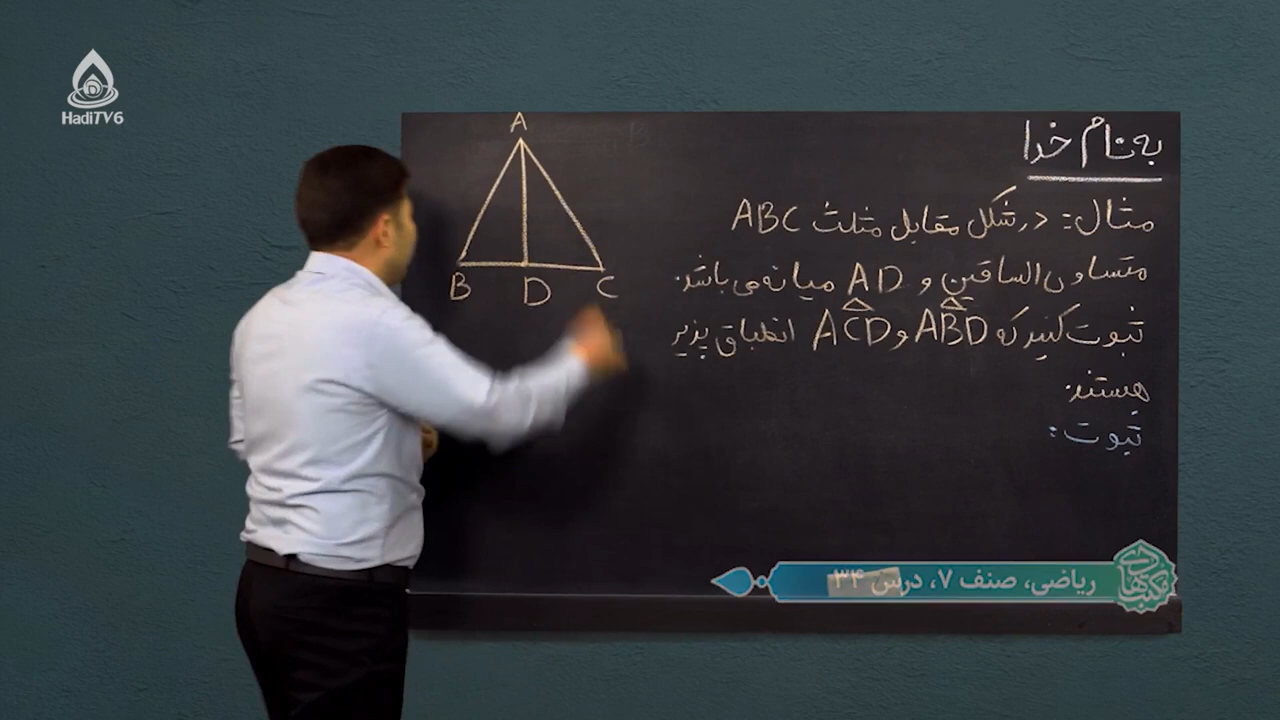 HadiTV6
به نام خدا
مثال: در شکل مقابل مثلث ABC
متساوی الساقین و AD میانه می باشد.
ثبوت کنید که ABD و ACD انطباق پذیر
هستند.
ثبوت:
A
B D C
ریاضی، صنف ۷، درس ۳۴